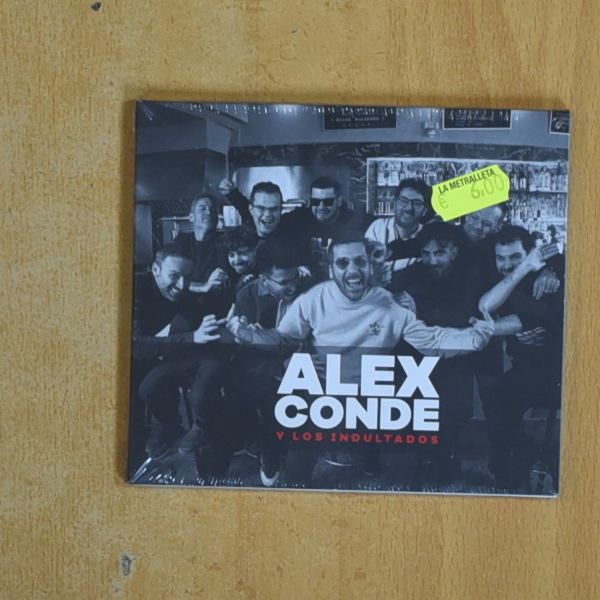 LA METRALLETA
€ 6,00
ALEX
CONDE
Y LOS INDULTADOS